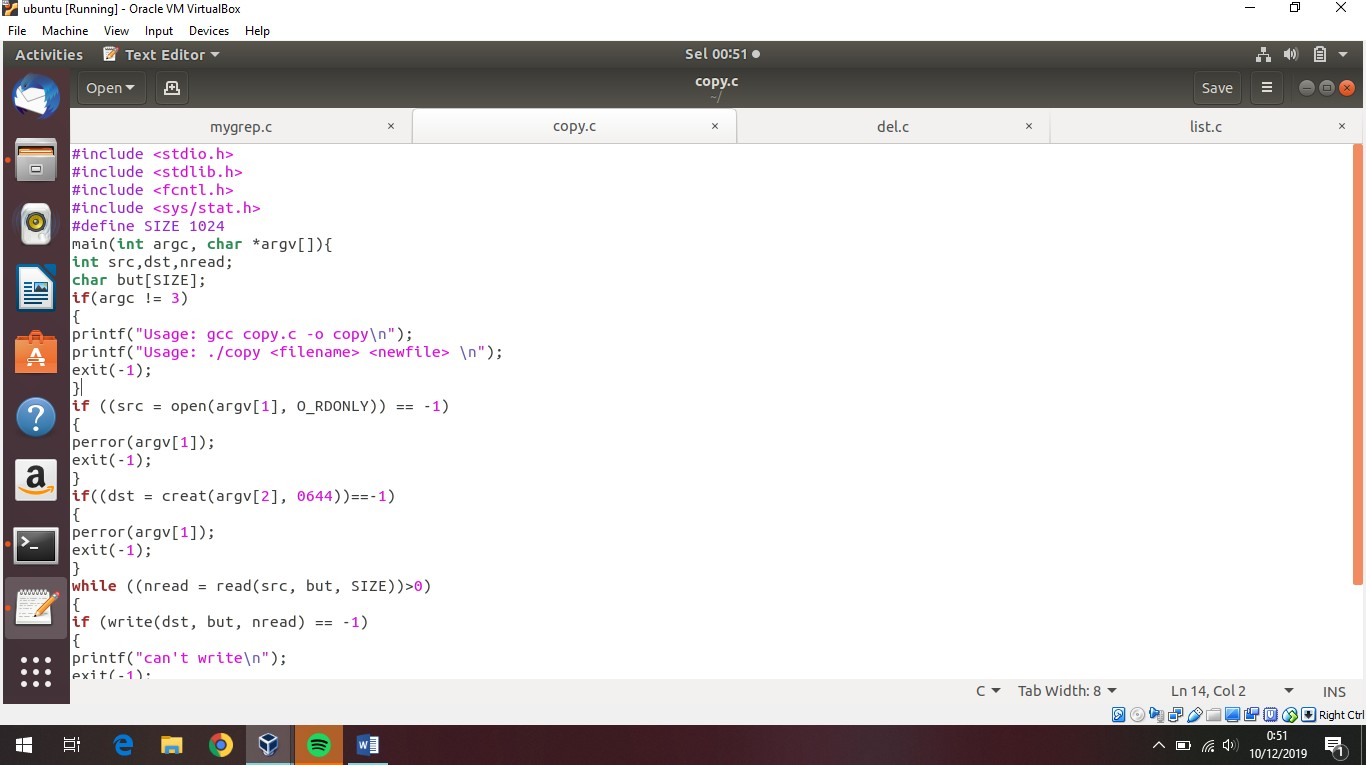 ubuntu [Running] - Oracle VM VirtualBox
File Machine View Input Devices Help
Activities Text Editor Sel 00:51
Open copy.c Save
~/
mygrep.c × copy.c × del.c × list.c ×
#include <stdio.h>
#include <stdlib.h>
#include <fcntl.h>
#include <sys/stat.h>
#define SIZE 1024
main(int argc, char *argv[]){
int src,dst,nread;
char but[SIZE];
if(argc != 3)
{
printf("Usage: gcc copy.c -o copy\n");
printf("Usage: ./copy <filename> <newfile> \n");
exit(-1);
}
if ((src = open(argv[1], O_RDONLY)) == -1)
{
perror(argv[1]);
exit(-1);
}
if((dst = creat(argv[2], 0644))==-1)
{
perror(argv[1]);
exit(-1);
}
while ((nread = read(src, but, SIZE))>0)
{
if (write(dst, but, nread) == -1)
{
printf("can't write\n");
exit(-1);
C Tab Width: 8 Ln 14, Col 2 INS
Right Ctrl
0:51
10/12/2019
1